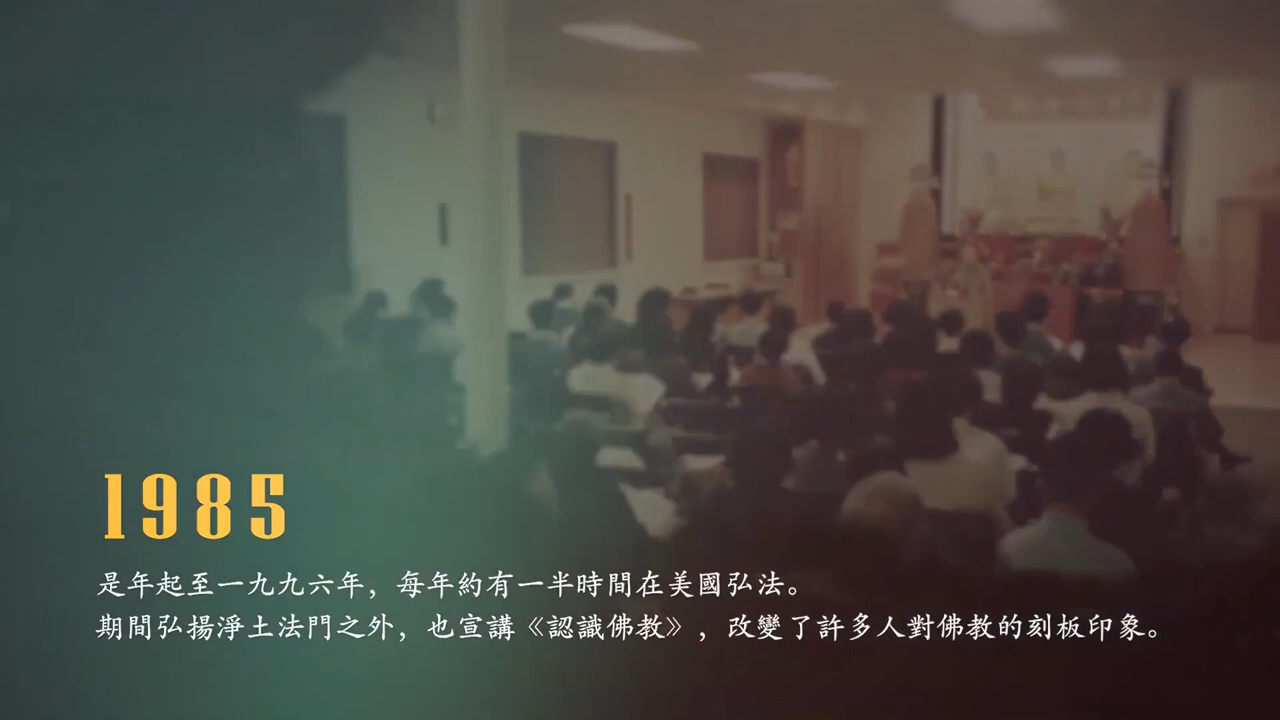 1985
是年起至一九九六年，每年約有一半時間在美國弘法。
期間弘揚淨土法門之外，也宣講《認識佛教》，改變了許多人對佛教的刻板印象。